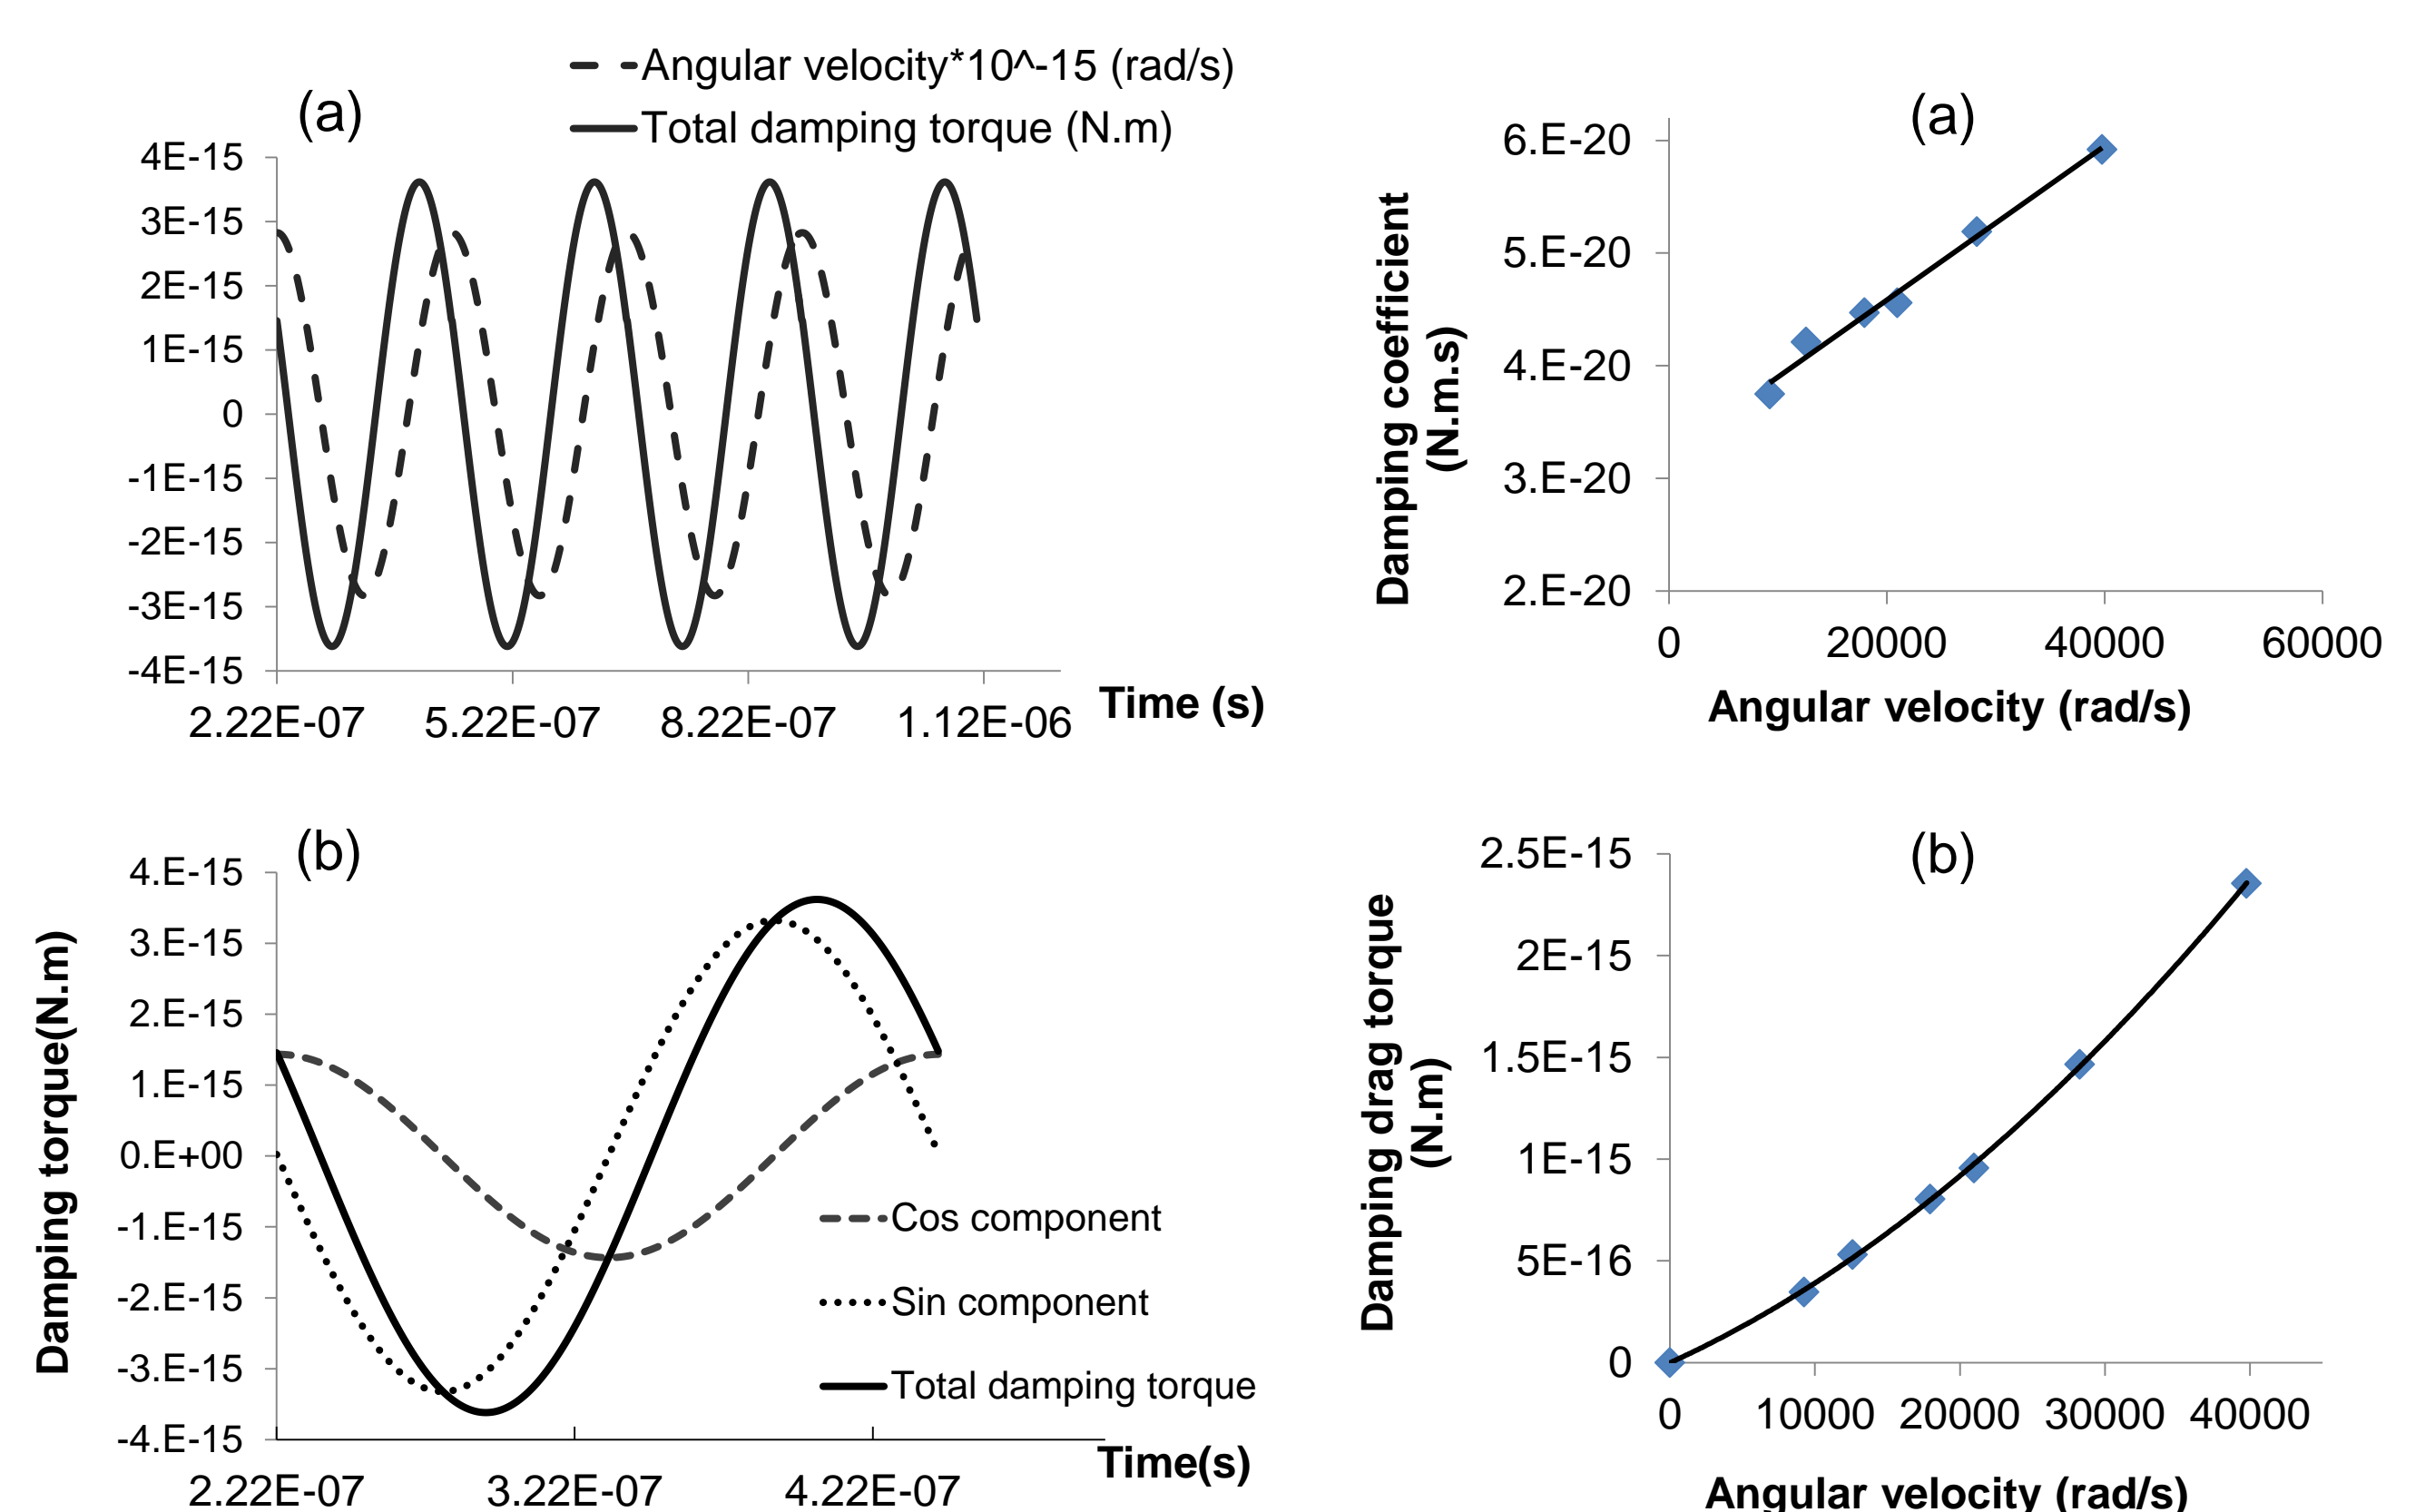 Angular velocity*10^-15 (rad/s)
Total damping torque (N.m)
(a)
4E-15
3E-15
2E-15
1E-15
0
-1E-15
-2E-15
-3E-15
-4E-15
2.22E-07 5.22E-07 8.22E-07 1.12E-06
Time (s)
(a)
Damping coefficient
(N.m.s)
6.E-20
5.E-20
4.E-20
3.E-20
2.E-20
0 20000 40000 60000
Angular velocity (rad/s)
(b)
Damping torque(N.m)
4.E-15
3.E-15
2.E-15
1.E-15
0.E+00
-1.E-15
-2.E-15
-3.E-15
-4.E-15
Cos component
Sin component
Total damping torque
2.22E-07 3.22E-07 4.22E-07
Time(s)
(b)
Damping drag torque
(N.m)
2.5E-15
2E-15
1.5E-15
1E-15
5E-16
0
0 10000 20000 30000 40000
Angular velocity (rad/s)